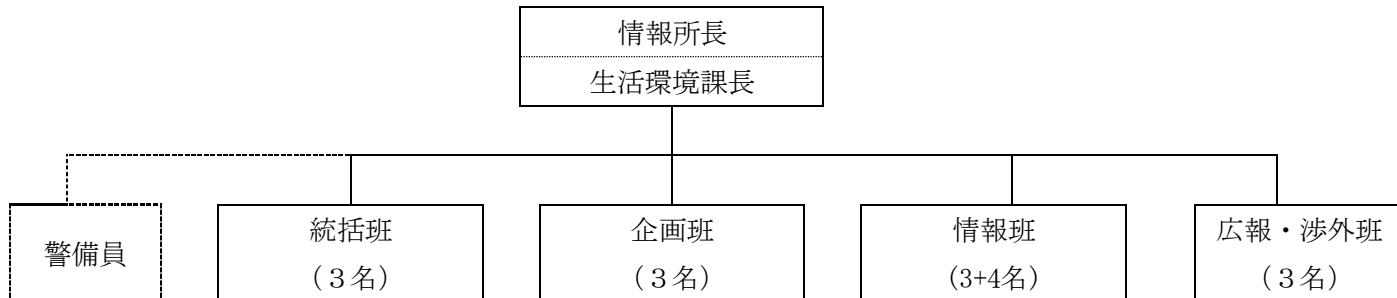 情報所長
生活環境課長
警備員
統括班
（３名）
企画班
（３名）
情報班
(3+4名）
広報・渉外班
（３名）